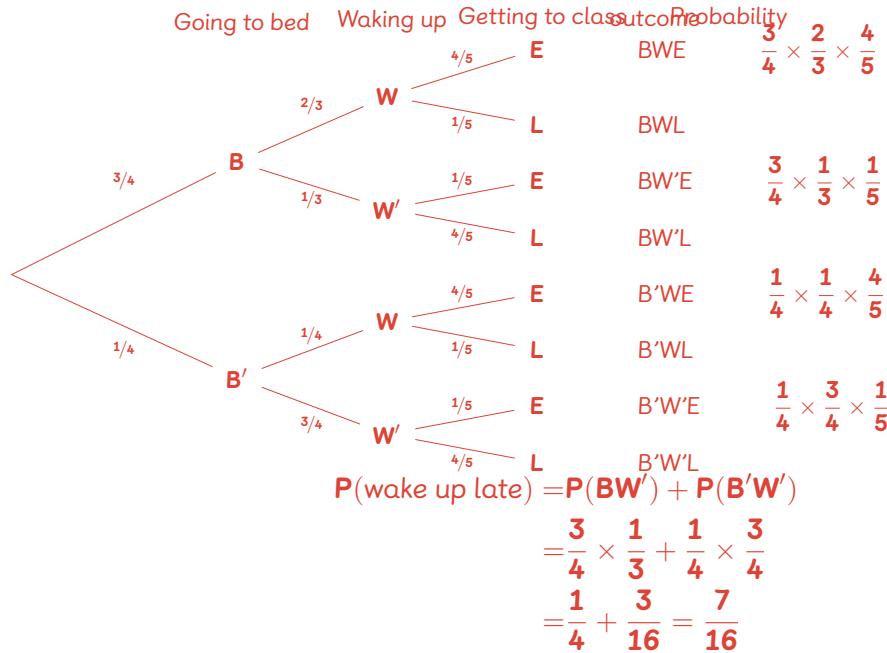 Going to bed Waking up Getting to class outcome Probability
4/5 E BWE 3/4 × 2/3 × 4/5
2/3 W
1/5 L BWL
3/4 B
1/5 E BW'E 3/4 × 1/3 × 1/5
1/3 W′
4/5 L BW'L
4/5 E B'WE 1/4 × 1/4 × 4/5
1/4 W
1/4 1/5 L B'WL
B′
1/5 E B'W'E 1/4 × 3/4 × 1/5
3/4 W′
4/5 L B'W'L
P(wake up late) =P(BW′) + P(B′W′)
=3/4 × 1/3 + 1/4 × 3/4
=1/4 + 3/16 = 7/16